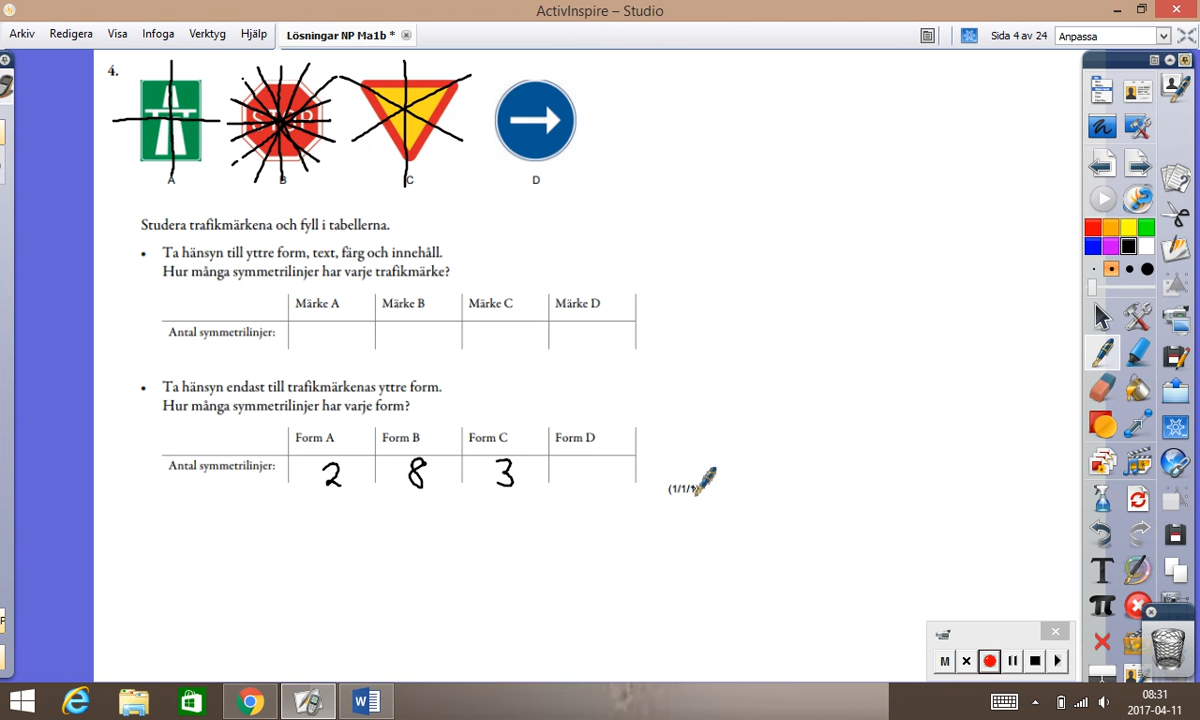 ActivInspire – Studio
Arkiv Redigera Visa Infoga Verktyg Hjälp Lösningar NP Ma1b * Sida 4 av 24 Anpassa
4.
STOP
A B C D
Studera trafikmärkena och fyll i tabellerna.
• Ta hänsyn till yttre form, text, färg och innehåll.
Hur många symmetrilinjer har varje trafikmärke?
Märke A Märke B Märke C Märke D
Antal symmetrilinjer:
• Ta hänsyn endast till trafikmärkenas yttre form.
Hur många symmetrilinjer har varje form?
Form A Form B Form C Form D
Antal symmetrilinjer: 2 8 3
(1/1/
M
08:31
2017-04-11